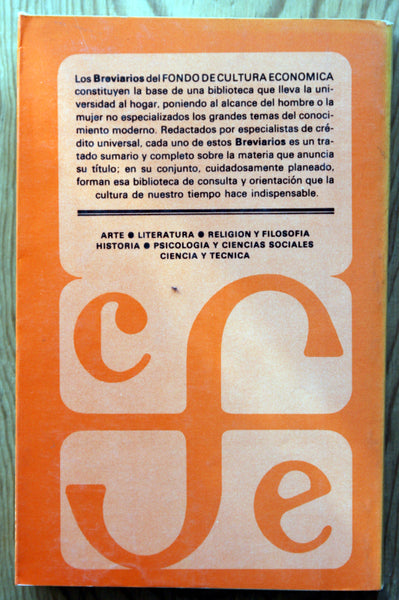 Los Breviarios del FONDO DE CULTURA ECONOMICA
constituyen la base de una biblioteca que lleva la uni-
versidad al hogar, poniendo al alcance del hombre o la
mujer no especializados los grandes temas del conoci-
miento moderno. Redactados por especialistas de cré-
dito universal, cada uno de estos Breviarios es un tra-
tado sumario y completo sobre la materia que anuncia
su título; en su conjunto, cuidadosamente planeado,
forman esa biblioteca de consulta y orientación que la
cultura de nuestro tiempo hace indispensable.
ARTE ● LITERATURA ● RELIGION Y FILOSOFIA
HISTORIA ● PSICOLOGIA Y CIENCIAS SOCIALES
CIENCIA Y TECNICA
c f e